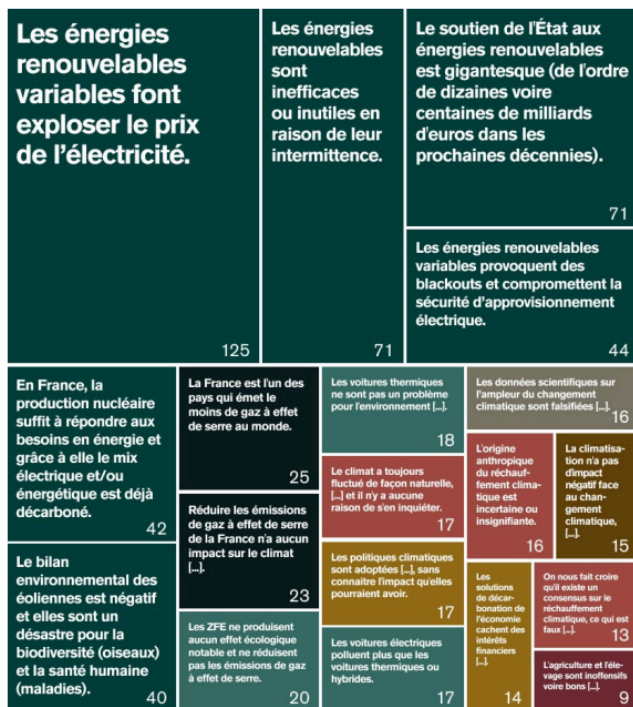 Les énergies
renouvelables
variables font
exploser le prix
de l'électricité.
125
Les énergies
renouvelables
sont
inefficaces
ou inutiles en
raison de leur
intermittence.
71
Le soutien de l'État aux
énergies renouvelables
est gigantesque (de l'ordre
de dizaines voire
centaines de milliards
d'euros dans les
prochaines décennies).
71
Les énergies renouvelables
variables provoquent des
blackouts et compromettent la
sécurité d'approvisionnement
électrique.
44
En France, la
production nucléaire
suffit à répondre aux
besoins en énergie et
grâce à elle le mix
électrique et/ou
énergétique est déjà
décarboné.
42
Le bilan
environnemental des
éoliennes est négatif
et elles sont un
désastre pour la
biodiversité (oiseaux)
et la santé humaine
(maladies).
40
La France est l'un des
pays qui émet le
moins de gaz à effet
de serre au monde.
25
Réduire les émissions
de gaz à effet de serre
de la France n'a aucun
impact sur le climat
[...].
23
Les ZFE ne produisent
aucun effet écologique
notable et ne réduisent
pas les émissions de gaz
à effet de serre.
20
Les voitures thermiques
ne sont pas un problème
pour l'environnement [...].
18
Le climat a toujours
fluctué de façon naturelle,
[...] et il n'y a aucune
raison de s'en inquiéter.
17
Les politiques climatiques
sont adoptées [...], sans
connaitre l'impact qu'elles
pourraient avoir.
17
Les voitures électriques
polluent plus que les
voitures thermiques ou
hybrides.
17
Les données scientifiques sur
l'ampleur du changement
climatique sont falsifiées [...].
16
L'origine
anthropique
du réchauf-
fement clima-
tique est
incertaine ou
insignifiante.
16
La climatisa-
tion n'a pas
d'impact
négatif face
au chan-
gement
climatique,
[...].
15
Les
solutions
de décar-
bonation de
l'économie
cachent des
intérêts
financiers
[...].
14
On nous fait croire
qu'il existe un
consensus sur le
réchauffement
climatique, ce qui est
faux [...].
13
L'agriculture et l'éle-
vage sont inoffensifs
voire bons [...].
9